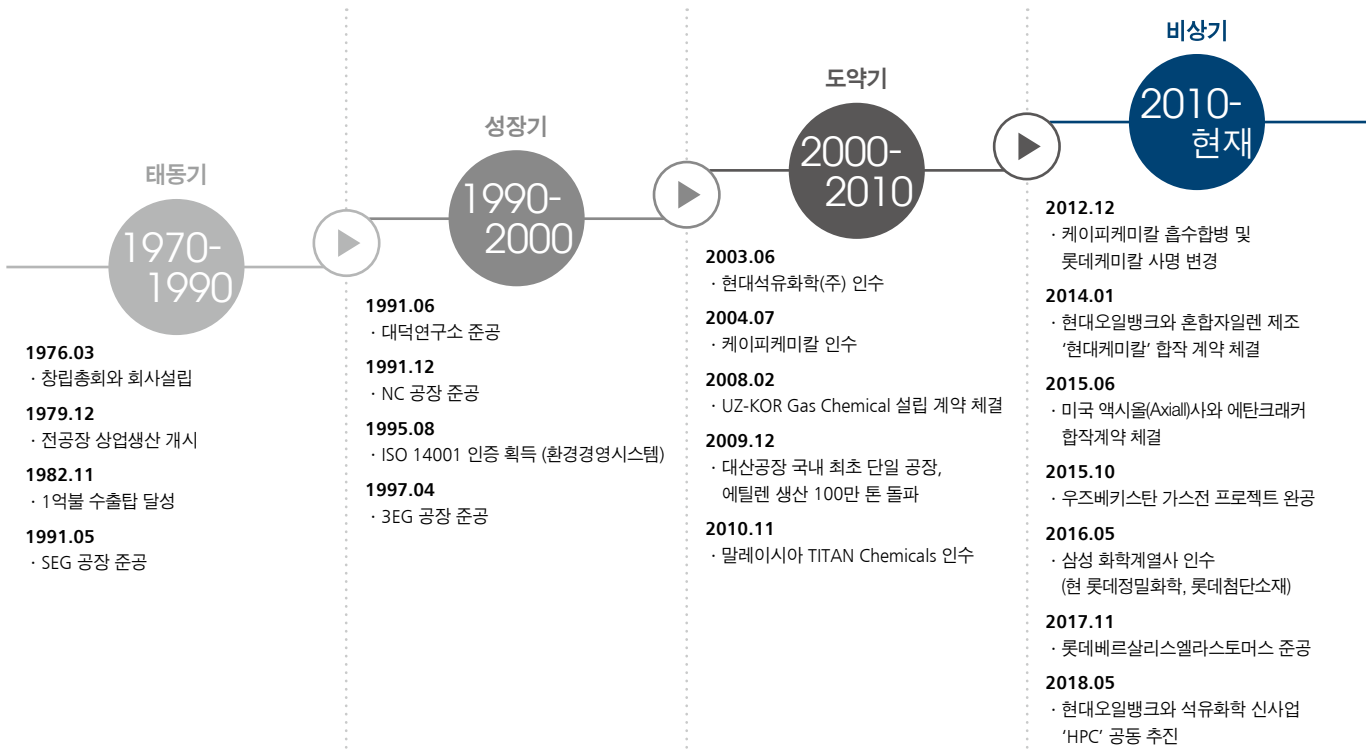 태동기
1970-
1990
1976.03
· 창립총회와 회사설립
1979.12
· 전공장 상업생산 개시
1982.11
· 1억불 수출탑 달성
1991.05
· SEG 공장 준공
성장기
1990-
2000
1991.06
· 대덕연구소 준공
1991.12
· NC 공장 준공
1995.08
· ISO 14001 인증 획득 (환경경영시스템)
1997.04
· 3EG 공장 준공
도약기
2000-
2010
2003.06
· 현대석유화학(주) 인수
2004.07
· 케이피케미칼 인수
2008.02
· UZ-KOR Gas Chemical 설립 계약 체결
2009.12
· 대산공장 국내 최초 단일 공장,
에틸렌 생산 100만 톤 돌파
2010.11
· 말레이시아 TITAN Chemicals 인수
비상기
2010-
현재
2012.12
· 케이피케미칼 흡수합병 및
롯데케미칼 사명 변경
2014.01
· 현대오일뱅크와 혼합자일렌 제조
‘현대케미칼’ 합작 계약 체결
2015.06
· 미국 액시올(Axiall)사와 에탄크래커
합작계약 체결
2015.10
· 우즈베키스탄 가스전 프로젝트 완공
2016.05
· 삼성 화학계열사 인수
(현 롯데정밀화학, 롯데첨단소재)
2017.11
· 롯데베르살리스엘라스토머스 준공
2018.05
· 현대오일뱅크와 석유화학 신사업
‘HPC’ 공동 추진